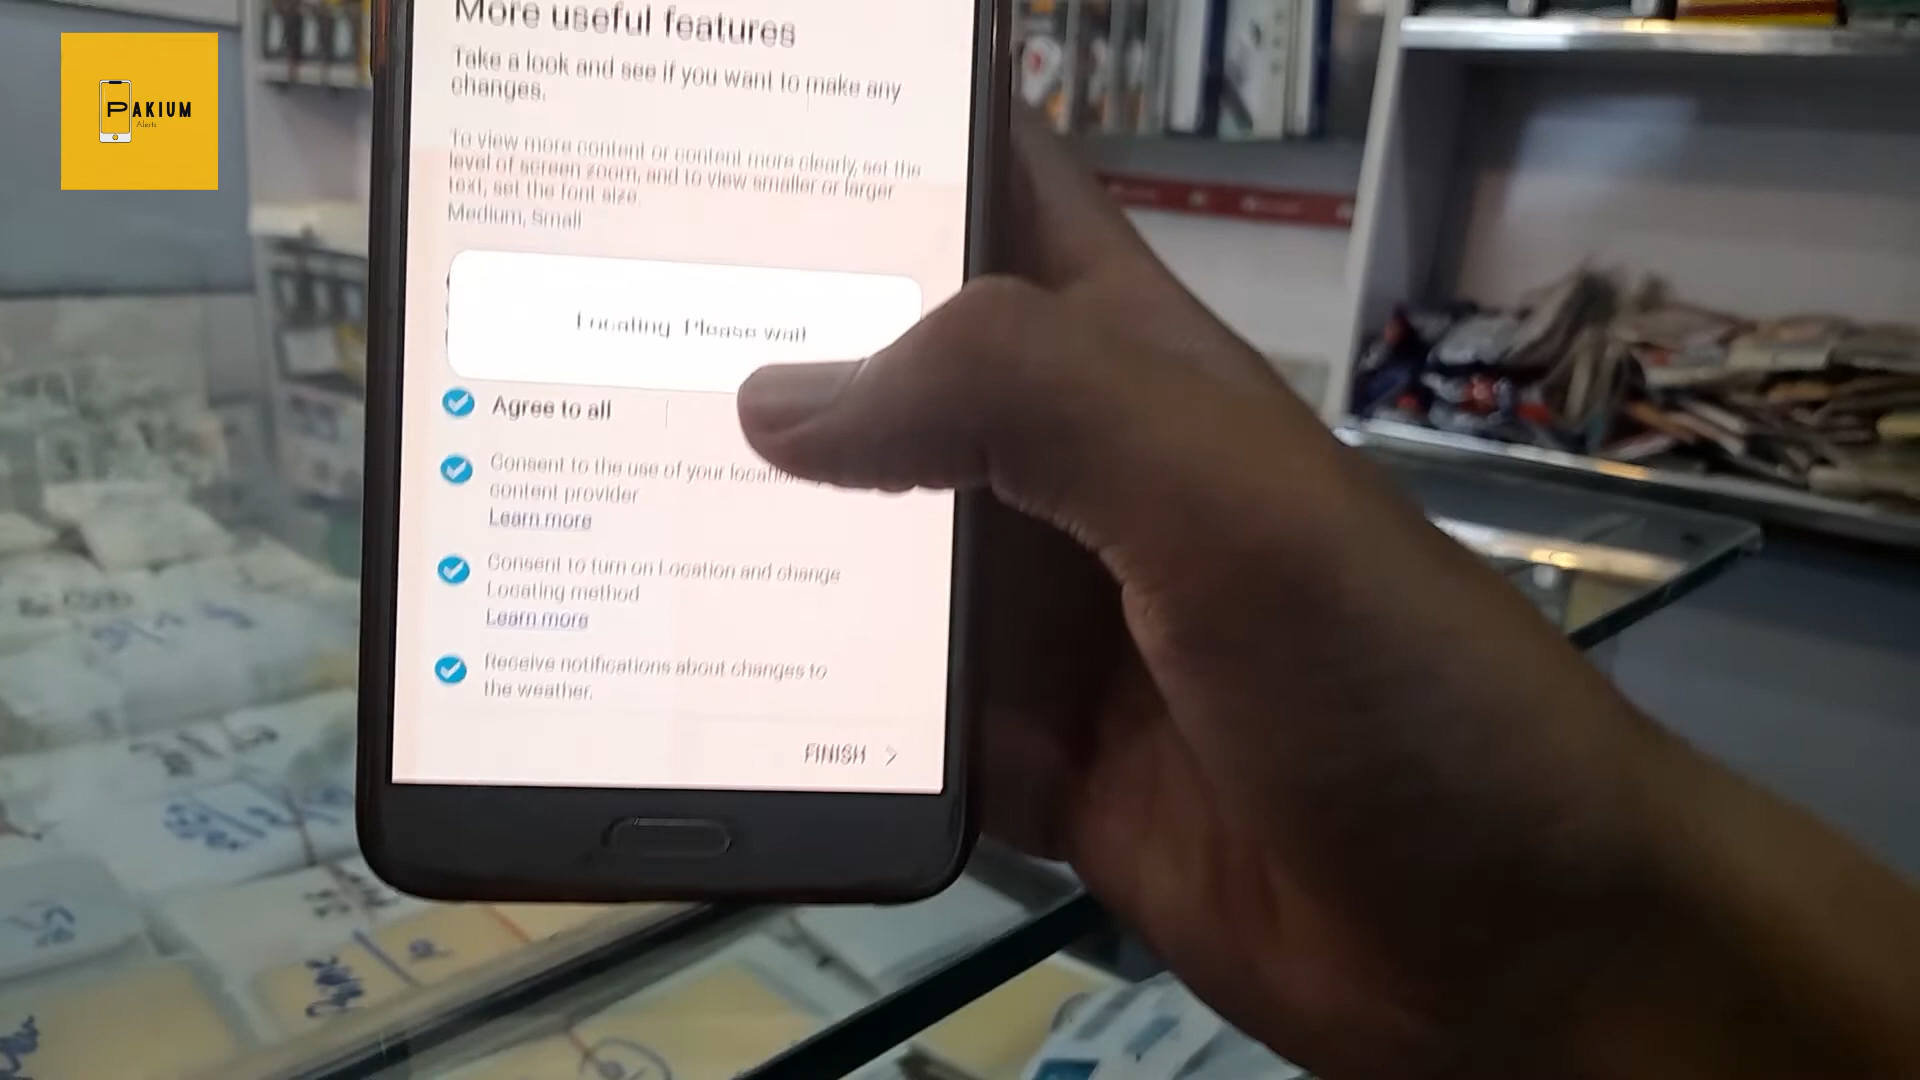 PAKIUM
Alerts
More useful features
Take a look and see if you want to make any
changes.
To view more content or content more clearly, set the
level of screen zoom, and to view smaller or larger
text, set the font size.
Medium, Small
Locating. Please wait
Agree to all
Consent to the use of your
content provider
Learn more
Consent to turn on Location and change
Locating method
Learn more
Receive notifications about changes to
the weather.
FINISH